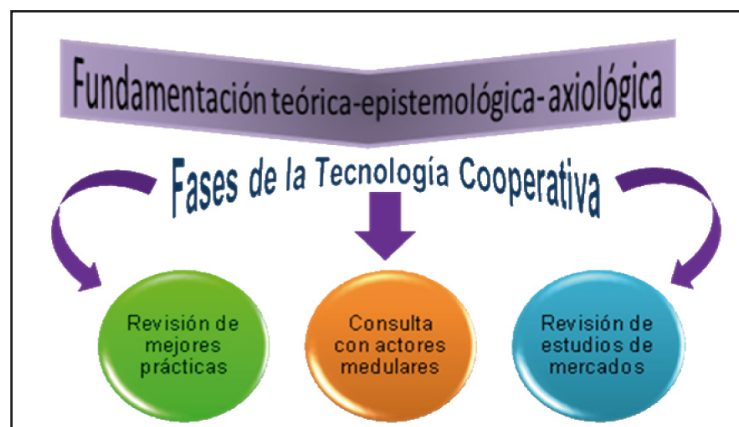 Fundamentación teórica-epistemológica-axiológica
Fases de la Tecnología Cooperativa
Revisión de
mejores
prácticas
Consulta
con actores
medulares
Revisión de
estudios de
mercados